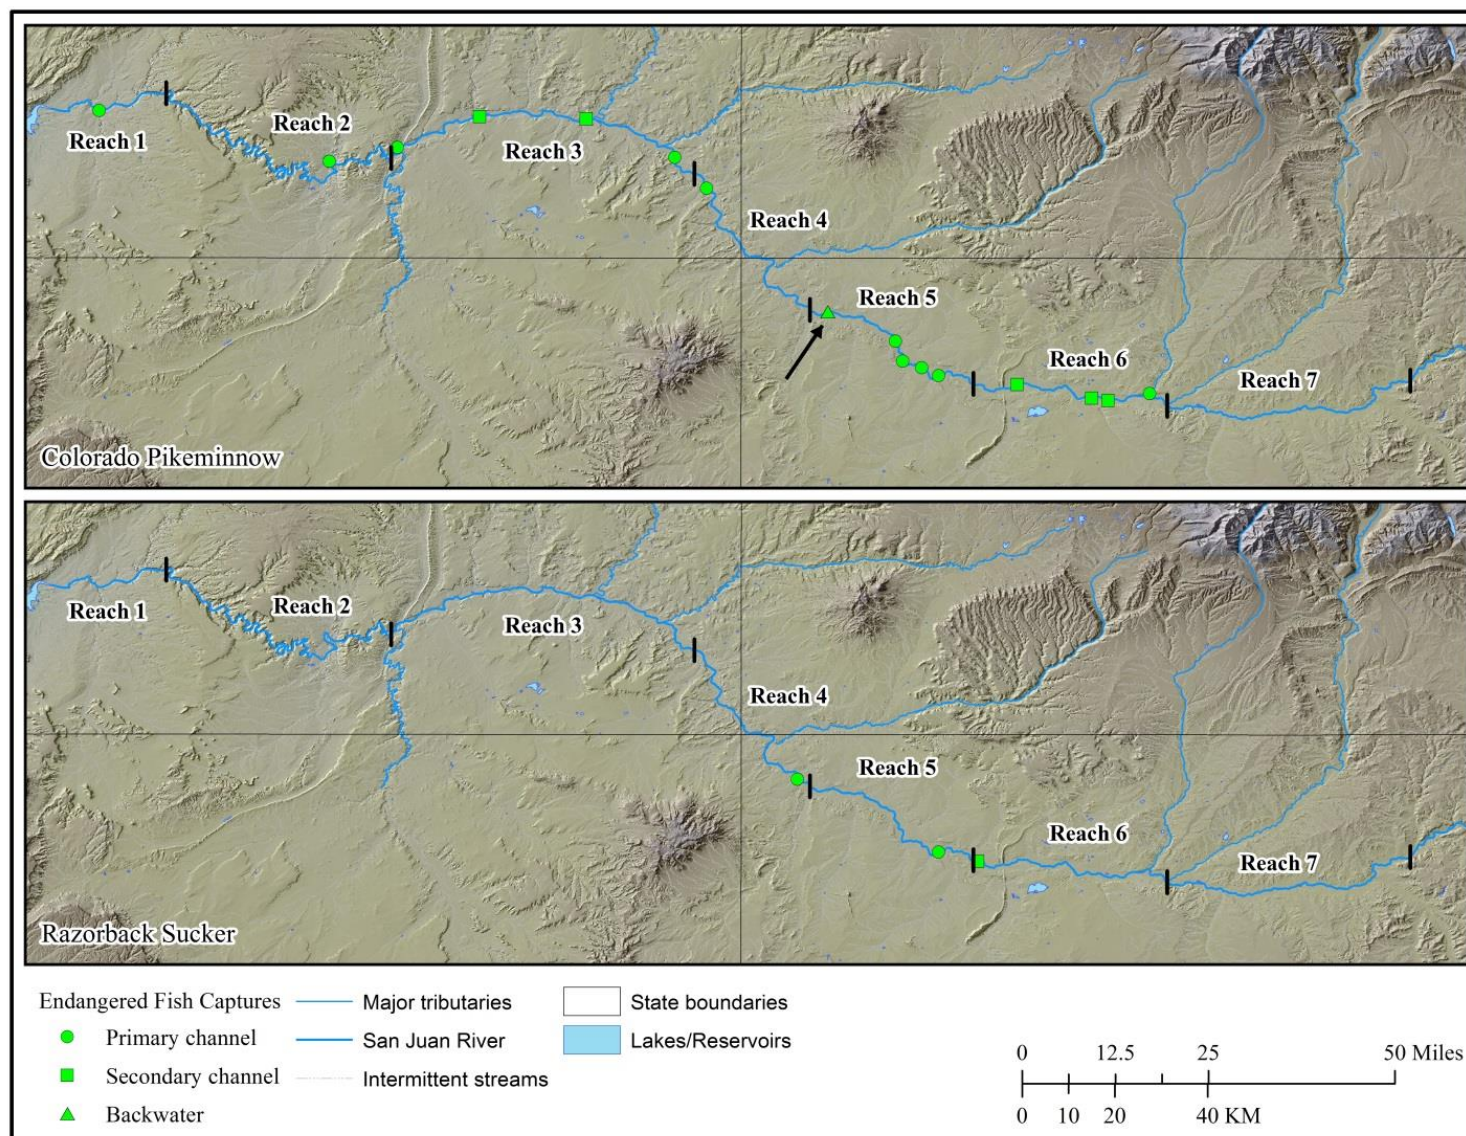 Reach 1
Reach 2
Reach 3
Reach 4
Reach 5
Reach 6
Reach 7
Colorado Pikeminnow
Reach 1
Reach 2
Reach 3
Reach 4
Reach 5
Reach 6
Reach 7
Razorback Sucker
Endangered Fish Captures
Primary channel
Secondary channel
Backwater
Major tributaries
San Juan River
Intermittent streams
State boundaries
Lakes/Reservoirs
0 12.5 25 50 Miles
0 10 20 40 KM